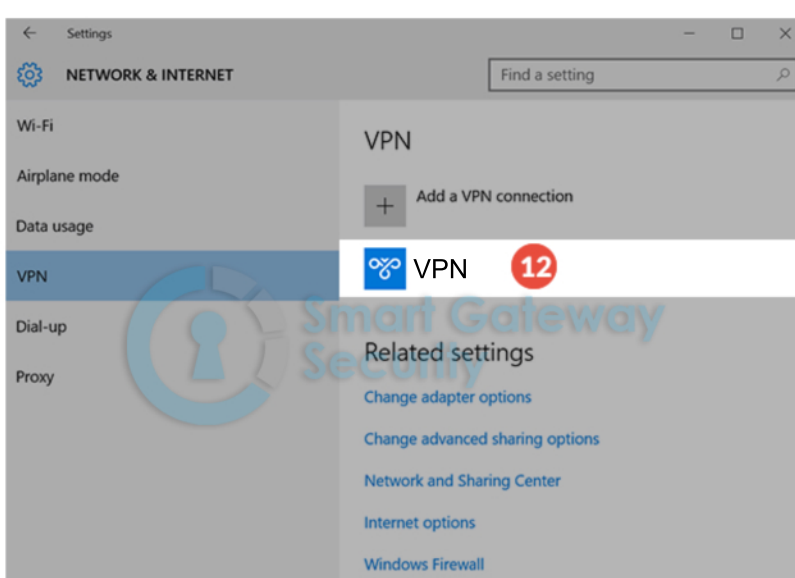 Settings
NETWORK & INTERNET
Find a setting
Wi-Fi
Airplane mode
Data usage
VPN
Dial-up
Proxy
VPN
Add a VPN connection
VPN 12
Smart Gateway
Security
Related settings
Change adapter options
Change advanced sharing options
Network and Sharing Center
Internet options
Windows Firewall